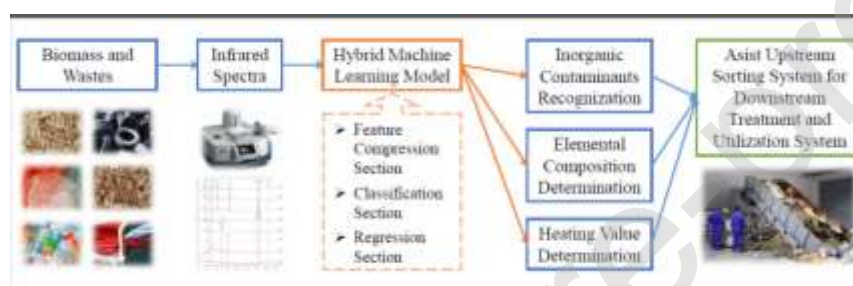 Biomass and
Wastes
Infrared
Spectra
Hybrid Machine
Learning Model
➢ Feature
Compression
Section
➢ Classification
Section
➢ Regression
Section
Inorganic
Contaminants
Recognization
Elemental
Composition
Determination
Heating Value
Determination
Asist Upstream
Sorting System for
Downstream
Treatment and
Utilization System